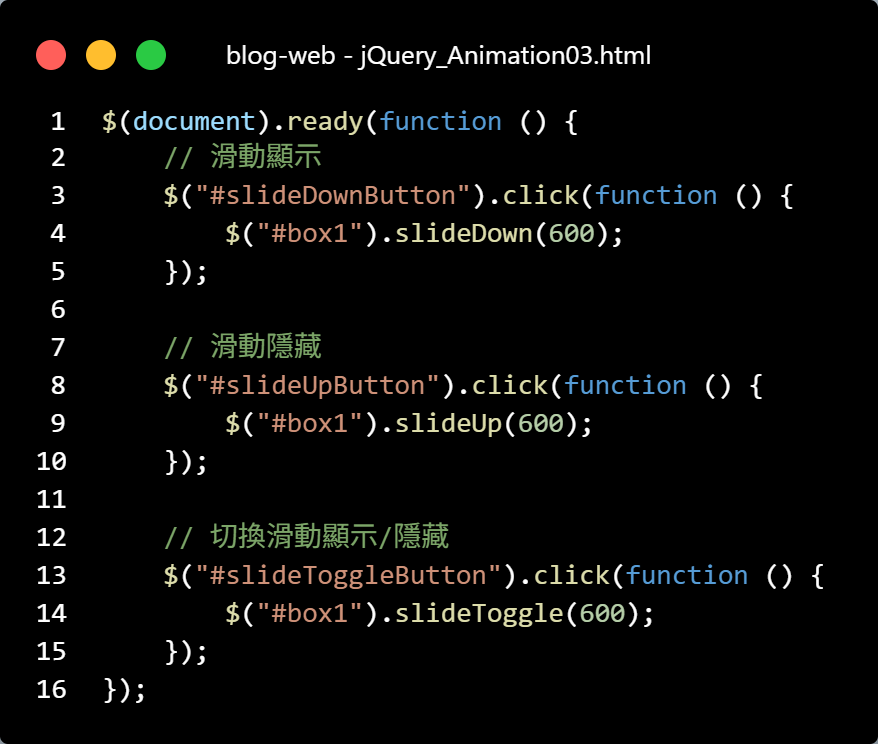 blog-web - jQuery_Animation03.html
1 $(document).ready(function () {
2     // 滑動顯示
3     $("#slideDownButton").click(function () {
4         $("#box1").slideDown(600);
5     });
6
7     // 滑動隱藏
8     $("#slideUpButton").click(function () {
9         $("#box1").slideUp(600);
10     });
11
12     // 切換滑動顯示/隱藏
13     $("#slideToggleButton").click(function () {
14         $("#box1").slideToggle(600);
15     });
16 });